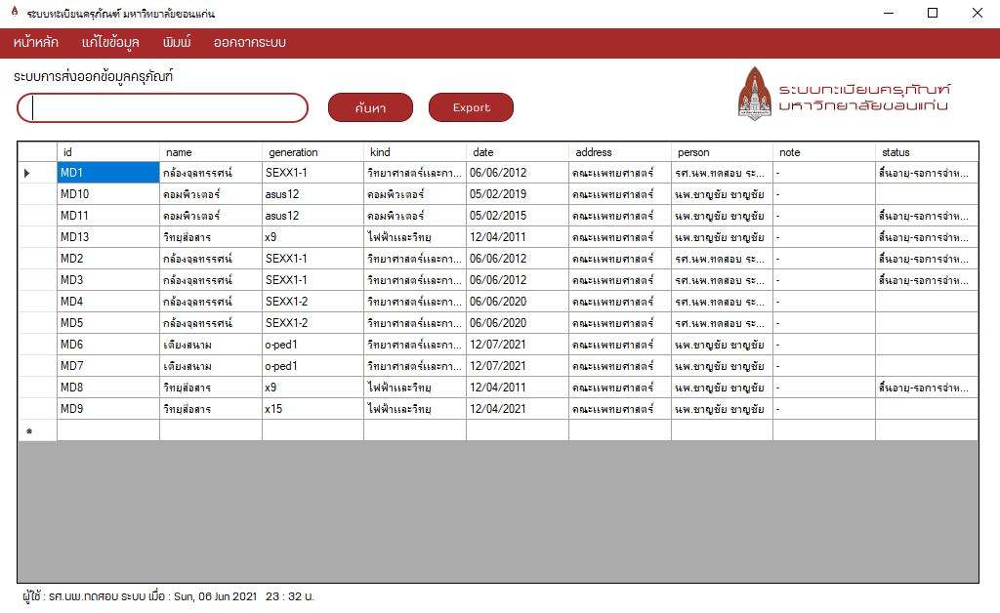 ระบบทะเบียนครุภัณฑ์ มหาวิทยาลัยขอนแก่น
หน้าหลัก แก้ไขข้อมูล พิมพ์ ออกจากระบบ
ระบบการส่งออกข้อมูลครุภัณฑ์
ค้นหา Export
ระบบทะเบียนครุภัณฑ์
มหาวิทยาลัยขอนแก่น
id name generation kind date address person note status
MD1 กล้องจุลทรรศน์ SEXX1-1 วิทยาศาสตร์และกา... 06/06/2012 คณะแพทยศาสตร์ รศ.นพ.ทดสอบ ระ... - สิ้นอายุ-รอการจำห...
MD10 คอมพิวเตอร์ asus12 คอมพิวเตอร์ 05/02/2019 คณะแพทยศาสตร์ นพ.ชาญชัย ชาญชัย -
MD11 คอมพิวเตอร์ asus12 คอมพิวเตอร์ 05/02/2015 คณะแพทยศาสตร์ นพ.ชาญชัย ชาญชัย - สิ้นอายุ-รอการจำห...
MD13 วิทยุสื่อสาร x9 ไฟฟ้าและวิทยุ 12/04/2011 คณะแพทยศาสตร์ นพ.ชาญชัย ชาญชัย - สิ้นอายุ-รอการจำห...
MD2 กล้องจุลทรรศน์ SEXX1-1 วิทยาศาสตร์และกา... 06/06/2012 คณะแพทยศาสตร์ รศ.นพ.ทดสอบ ระ... - สิ้นอายุ-รอการจำห...
MD3 กล้องจุลทรรศน์ SEXX1-1 วิทยาศาสตร์และกา... 06/06/2012 คณะแพทยศาสตร์ รศ.นพ.ทดสอบ ระ... - สิ้นอายุ-รอการจำห...
MD4 กล้องจุลทรรศน์ SEXX1-2 วิทยาศาสตร์และกา... 06/06/2020 คณะแพทยศาสตร์ รศ.นพ.ทดสอบ ระ... -
MD5 กล้องจุลทรรศน์ SEXX1-2 วิทยาศาสตร์และกา... 06/06/2020 คณะแพทยศาสตร์ รศ.นพ.ทดสอบ ระ... -
MD6 เตียงสนาม o-ped1 วิทยาศาสตร์และกา... 12/07/2021 คณะแพทยศาสตร์ นพ.ชาญชัย ชาญชัย -
MD7 เตียงสนาม o-ped1 วิทยาศาสตร์และกา... 12/07/2021 คณะแพทยศาสตร์ นพ.ชาญชัย ชาญชัย -
MD8 วิทยุสื่อสาร x9 ไฟฟ้าและวิทยุ 12/04/2011 คณะแพทยศาสตร์ นพ.ชาญชัย ชาญชัย - สิ้นอายุ-รอการจำห...
MD9 วิทยุสื่อสาร x15 ไฟฟ้าและวิทยุ 12/04/2021 คณะแพทยศาสตร์ นพ.ชาญชัย ชาญชัย -
ผู้ใช้ : รศ.นพ.ทดสอบ ระบบ เมื่อ : Sun, 06 Jun 2021 23 : 32 น.